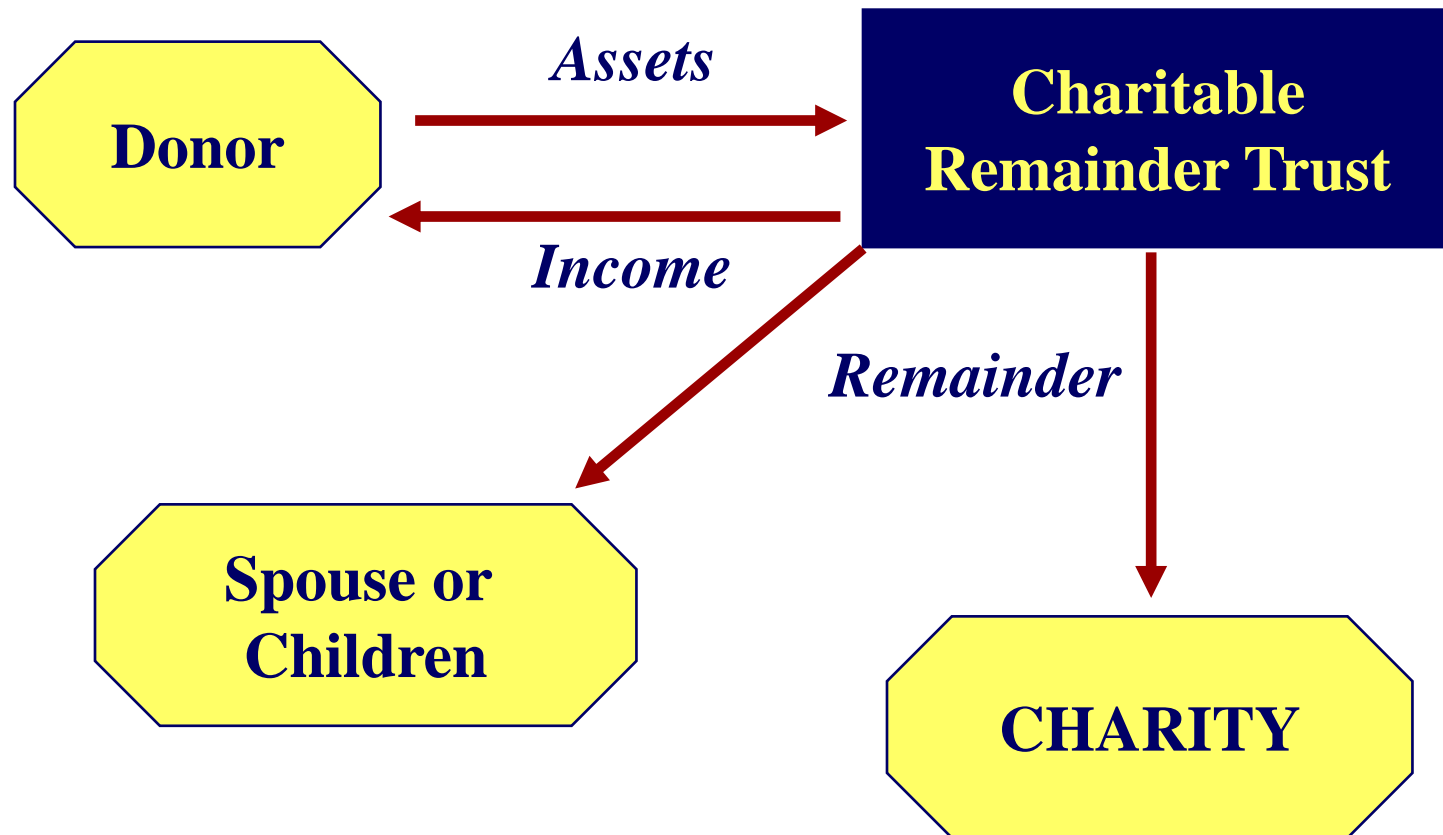 Assets
Charitable
Remainder Trust
Donor
Income
Remainder
Spouse or
Children
CHARITY